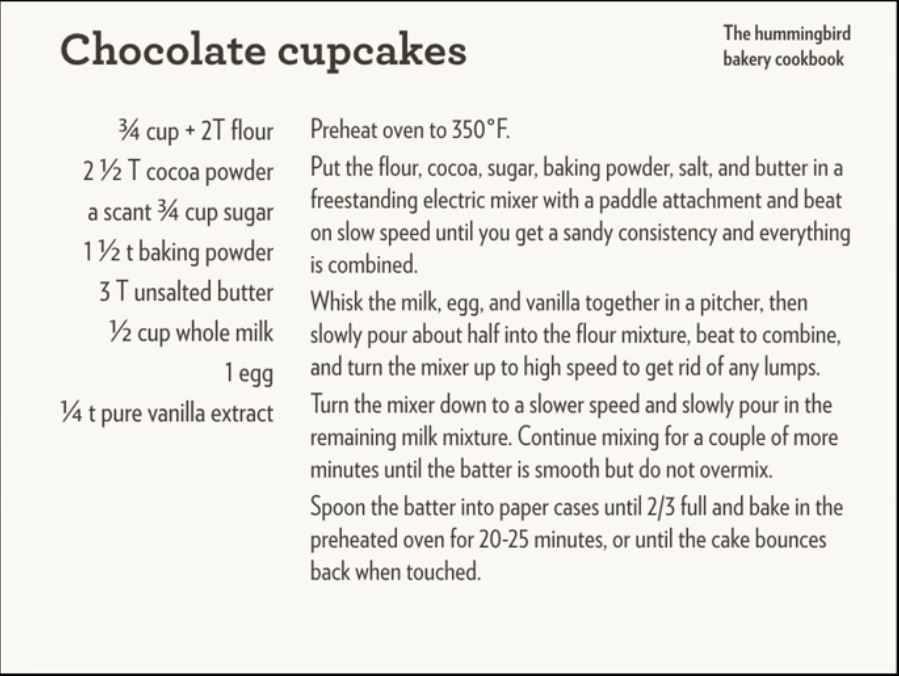 Chocolate cupcakes
The hummingbird
bakery cookbook
¾ cup + 2T flour
2 ½ T cocoa powder
a scant ¾ cup sugar
1 ½ t baking powder
3 T unsalted butter
½ cup whole milk
1 egg
¼ t pure vanilla extract
Preheat oven to 350°F.
Put the flour, cocoa, sugar, baking powder, salt, and butter in a
freestanding electric mixer with a paddle attachment and beat
on slow speed until you get a sandy consistency and everything
is combined.
Whisk the milk, egg, and vanilla together in a pitcher, then
slowly pour about half into the flour mixture, beat to combine,
and turn the mixer up to high speed to get rid of any lumps.
Turn the mixer down to a slower speed and slowly pour in the
remaining milk mixture. Continue mixing for a couple of more
minutes until the batter is smooth but do not overmix.
Spoon the batter into paper cases until 2/3 full and bake in the
preheated oven for 20-25 minutes, or until the cake bounces
back when touched.